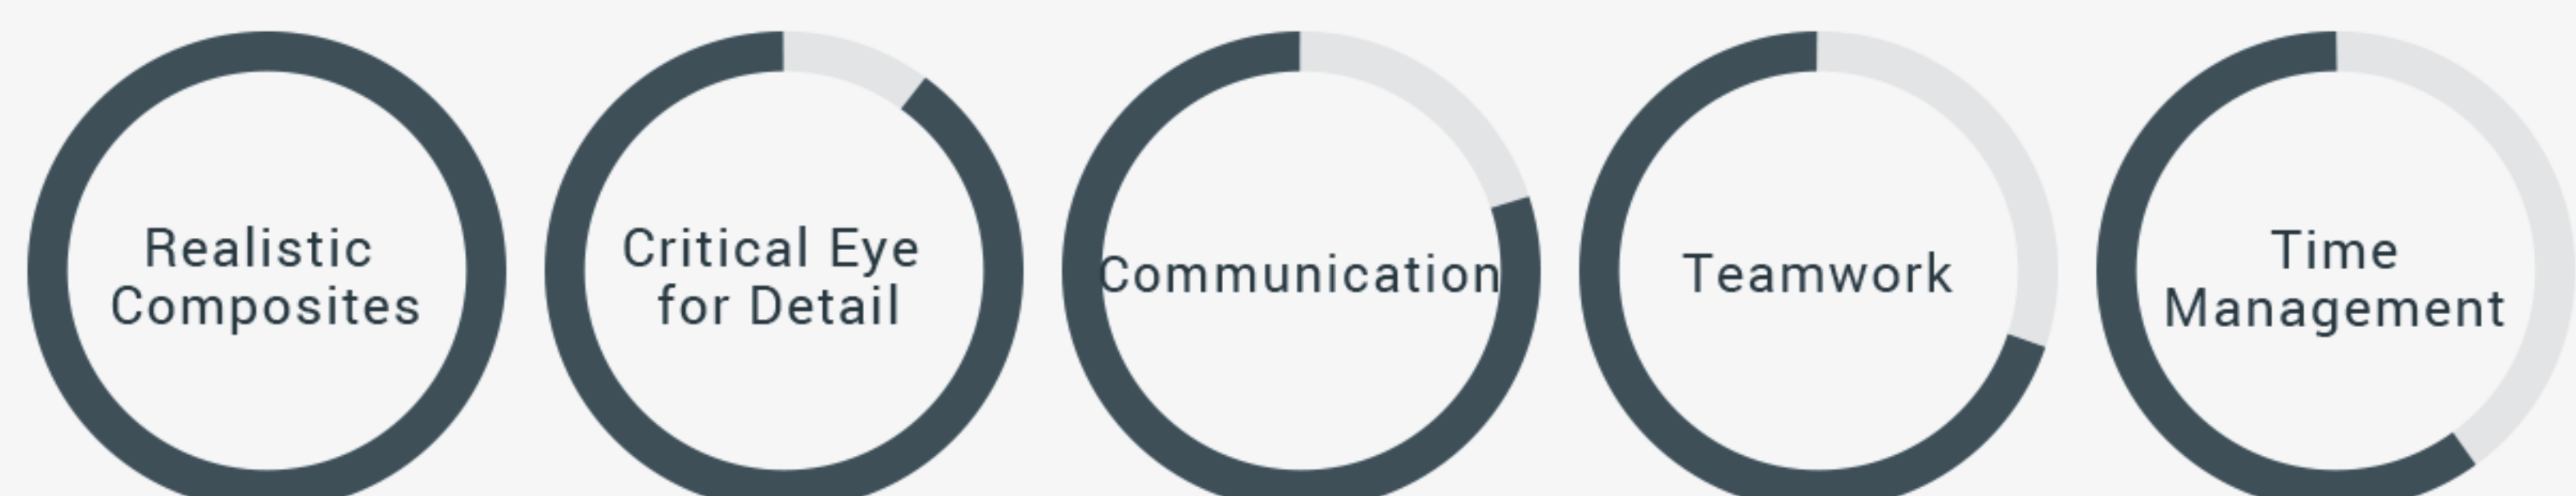 Realistic
Composites
Critical Eye
for Detail
Communication
Teamwork
Time
Management